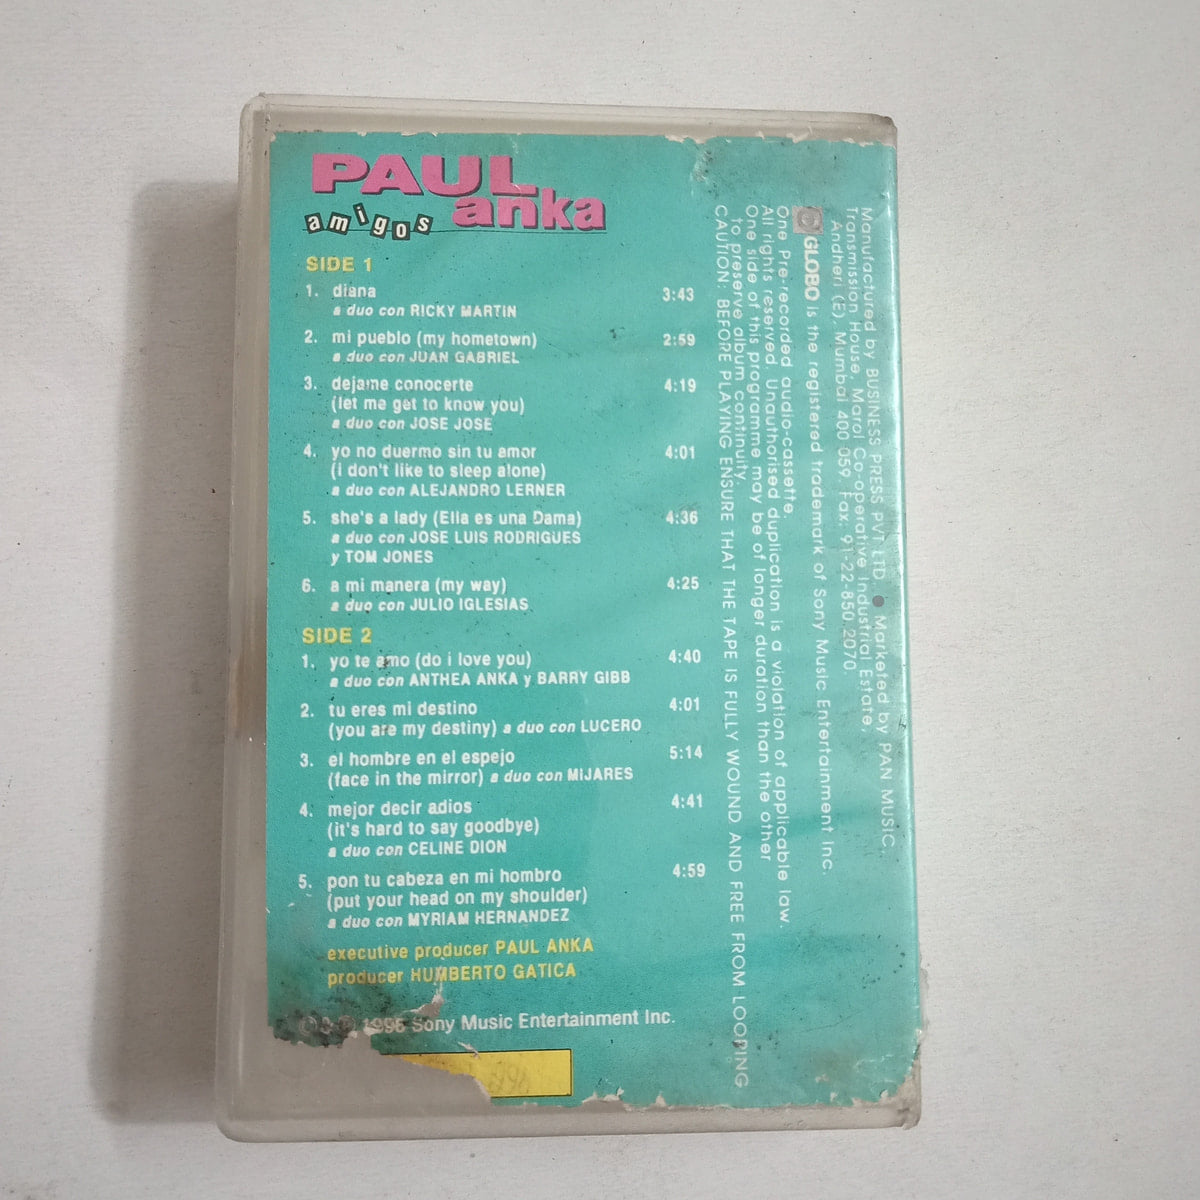 PAUL
anka
amigos
SIDE 1
1. diana 3:43
a duo con RICKY MARTIN
2. mi pueblo (my hometown) 2:59
a duo con JUAN GABRIEL
3. dejame conocerte 4:19
(let me get to know you)
a duo con JOSE JOSE
4. yo no duermo sin tu amor 4:01
(i don't like to sleep alone)
a duo con ALEJANDRO LERNER
5. she's a lady (Ella es una Dama) 4:36
a duo con JOSE LUIS RODRIGUES
y TOM JONES
6. a mi manera (my way) 4:25
a duo con JULIO IGLESIAS
SIDE 2
1. yo te amo (do i love you) 4:40
a duo con ANTHEA ANKA y BARRY GIBB
2. tu eres mi destino 4:01
(you are my destiny) a duo con LUCERO
3. el hombre en el espejo 5:14
(face in the mirror) a duo con MIJARES
4. mejor decir adios 4:41
(it's hard to say goodbye)
a duo con CELINE DION
5. pon tu cabeza en mi hombro 4:59
(put your head on my shoulder)
a duo con MYRIAM HERNANDEZ
executive producer PAUL ANKA
producer HUMBERTO GATICA
1996 Sony Music Entertainment Inc.
Manufactured by BUSINESS PRESS PVT LTD. ● Marketed by PAN MUSIC,
Transmission House, Marol Co-operative Industrial Estate,
Andheri (E), Mumbai 400 059. Fax: 91-22-850 2070.
GLOBO is the registered trademark of Sony Music Entertainment Inc.
One Pre-recorded audio-cassette.
All rights reserved. Unauthorised duplication is a violation of applicable law.
One side of this programme may be of longer duration than the other
to preserve album continuity.
CAUTION: BEFORE PLAYING ENSURE THAT THE TAPE IS FULLY WOUND AND FREE FROM LOOPING